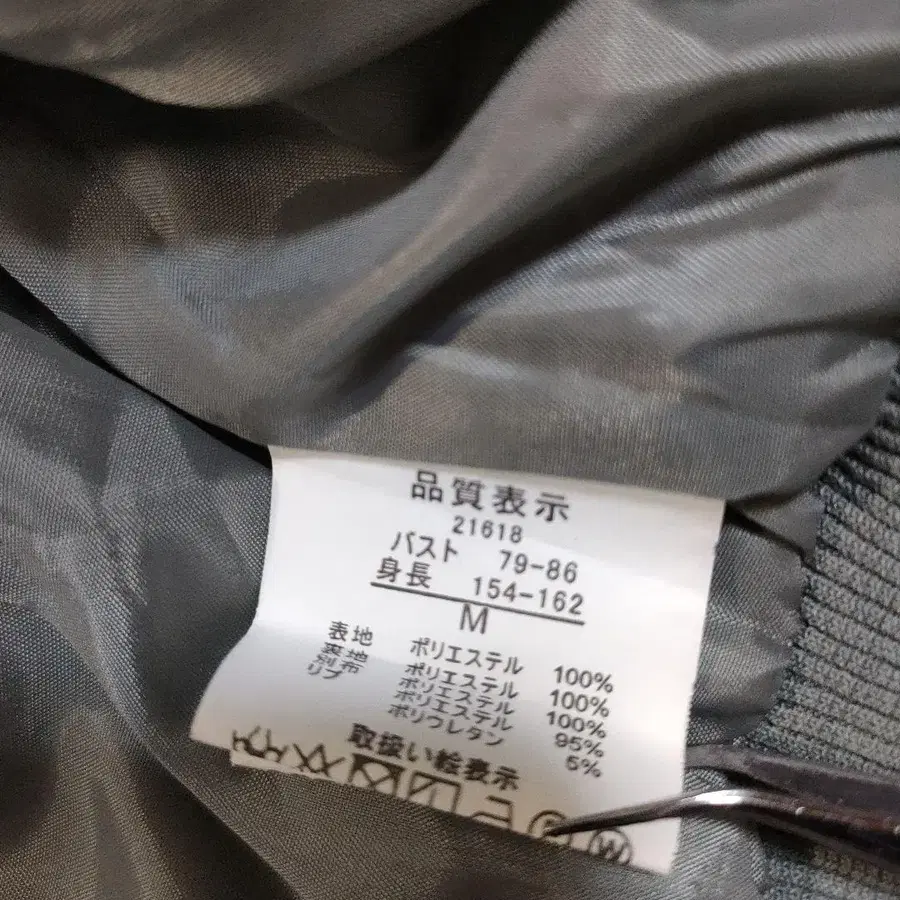 品質表示
21618
バスト 79-86
身長 154-162
M
表地 ポリエステル 100%
裏地 ポリエステル 100%
別布 ポリエステル 100%
リブ ポリエステル 95%
ポリウレタン 5%
取扱い絵表示
W